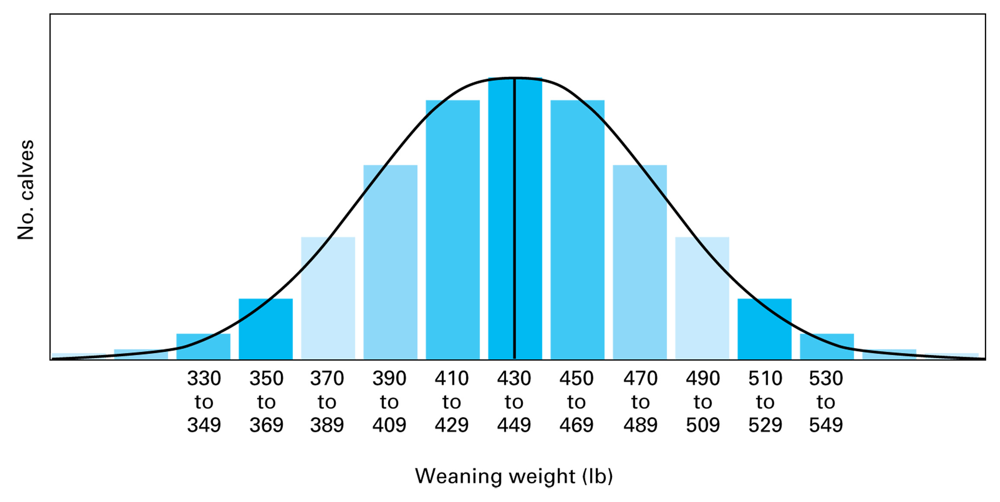 No. calves
330 350 370 390 410 430 450 470 490 510 530
to to to to to to to to to to to
349 369 389 409 429 449 469 489 509 529 549
Weaning weight (lb)